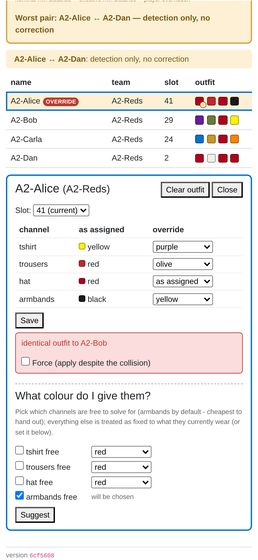 Worst pair: A2-Alice ↔ A2-Dan — detection only, no
correction
A2-Alice ↔ A2-Dan: detection only, no correction
name team slot outfit
A2-Alice OVERRIDE A2-Reds 41
A2-Bob A2-Reds 29
A2-Carla A2-Reds 24
A2-Dan A2-Reds 2
A2-Alice (A2-Reds) Clear outfit Close
Slot: 41 (current)
channel as assigned override
tshirt yellow purple
trousers red olive
hat red as assigned
armbands black yellow
Save
identical outfit to A2-Bob
Force (apply despite the collision)
What colour do I give them?
Pick which channels are free to solve for (armbands by default - cheapest to
hand out); everything else is treated as fixed to what they currently wear (or
set it below).
tshirt free red
trousers free red
hat free red
armbands free will be chosen
Suggest
version 6cf5608